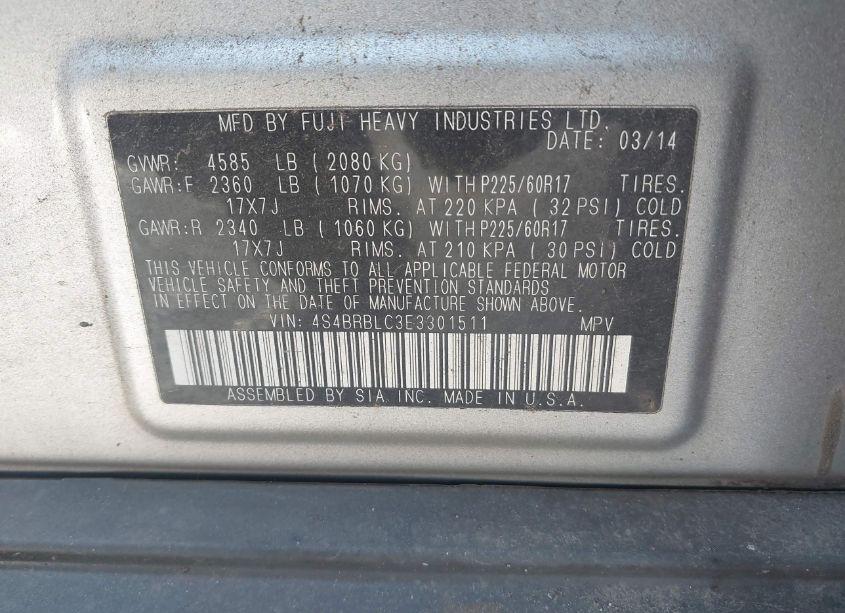 MFD BY FUJI HEAVY INDUSTRIES LTD.
DATE: 03/14
GVWR: 4585 LB ( 2080 KG)
GAWR:F 2360 LB ( 1070 KG) WITH P225/60R17 TIRES.
17X7J RIMS. AT 220 KPA ( 32 PSI) COLD
GAWR:R 2340 LB ( 1060 KG) WITH P225/60R17 TIRES.
17X7J RIMS. AT 210 KPA ( 30 PSI) COLD
THIS VEHICLE CONFORMS TO ALL APPLICABLE FEDERAL MOTOR
VEHICLE SAFETY AND THEFT PREVENTION STANDARDS
IN EFFECT ON THE DATE OF MANUFACTURE SHOWN ABOVE.
VIN: 4S4BRBLC3E3301511 MPV
ASSEMBLED BY SIA, INC. MADE IN U.S.A.